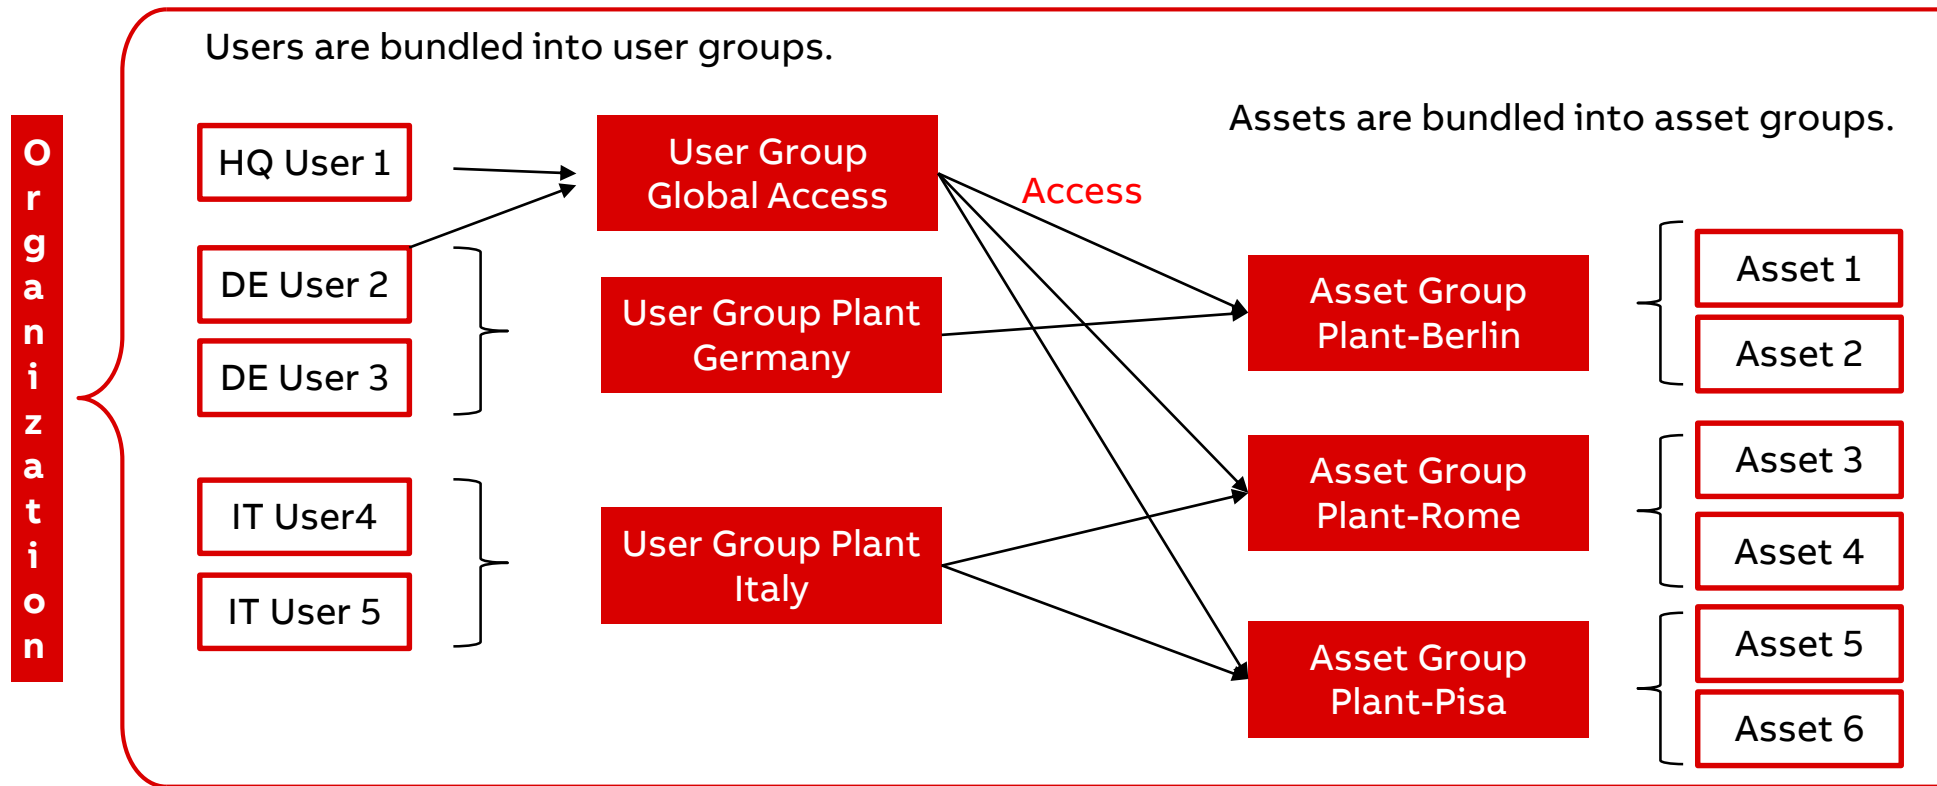 Users are bundled into user groups.
Assets are bundled into asset groups.
Organization
HQ User 1
DE User 2
DE User 3
IT User4
IT User 5
User Group
Global Access
User Group Plant
Germany
User Group Plant
Italy
Access
Asset Group
Plant-Berlin
Asset Group
Plant-Rome
Asset Group
Plant-Pisa
Asset 1
Asset 2
Asset 3
Asset 4
Asset 5
Asset 6